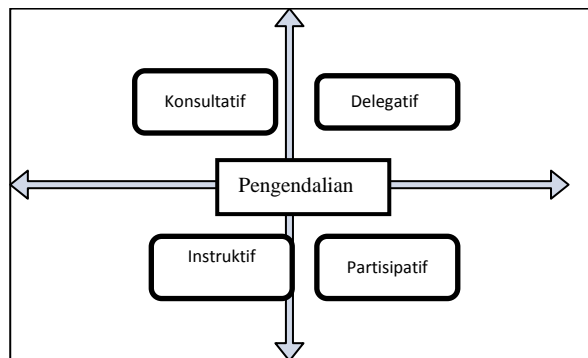 Konsultatif
Delegatif
Pengendalian
Instruktif
Partisipatif